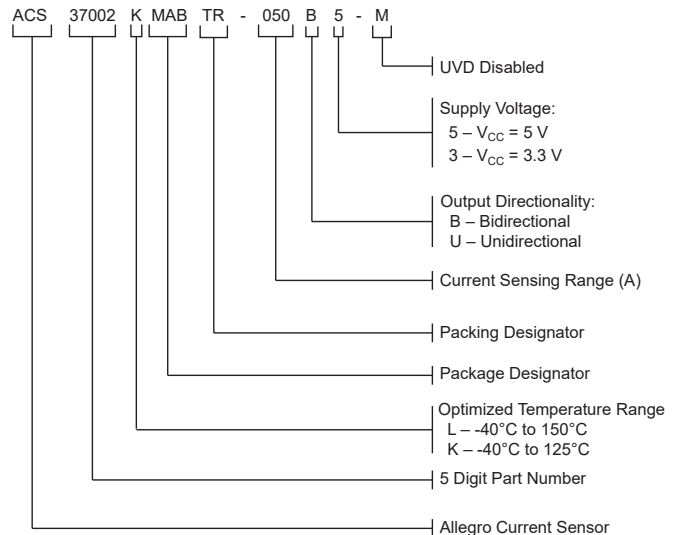 ACS 37002 K MAB TR - 050 B 5 - M
UVD Disabled
Supply Voltage:
5 – VCC = 5 V
3 – VCC = 3.3 V
Output Directionality:
B – Bidirectional
U – Unidirectional
Current Sensing Range (A)
Packing Designator
Package Designator
Optimized Temperature Range
L – -40°C to 150°C
K – -40°C to 125°C
5 Digit Part Number
Allegro Current Sensor